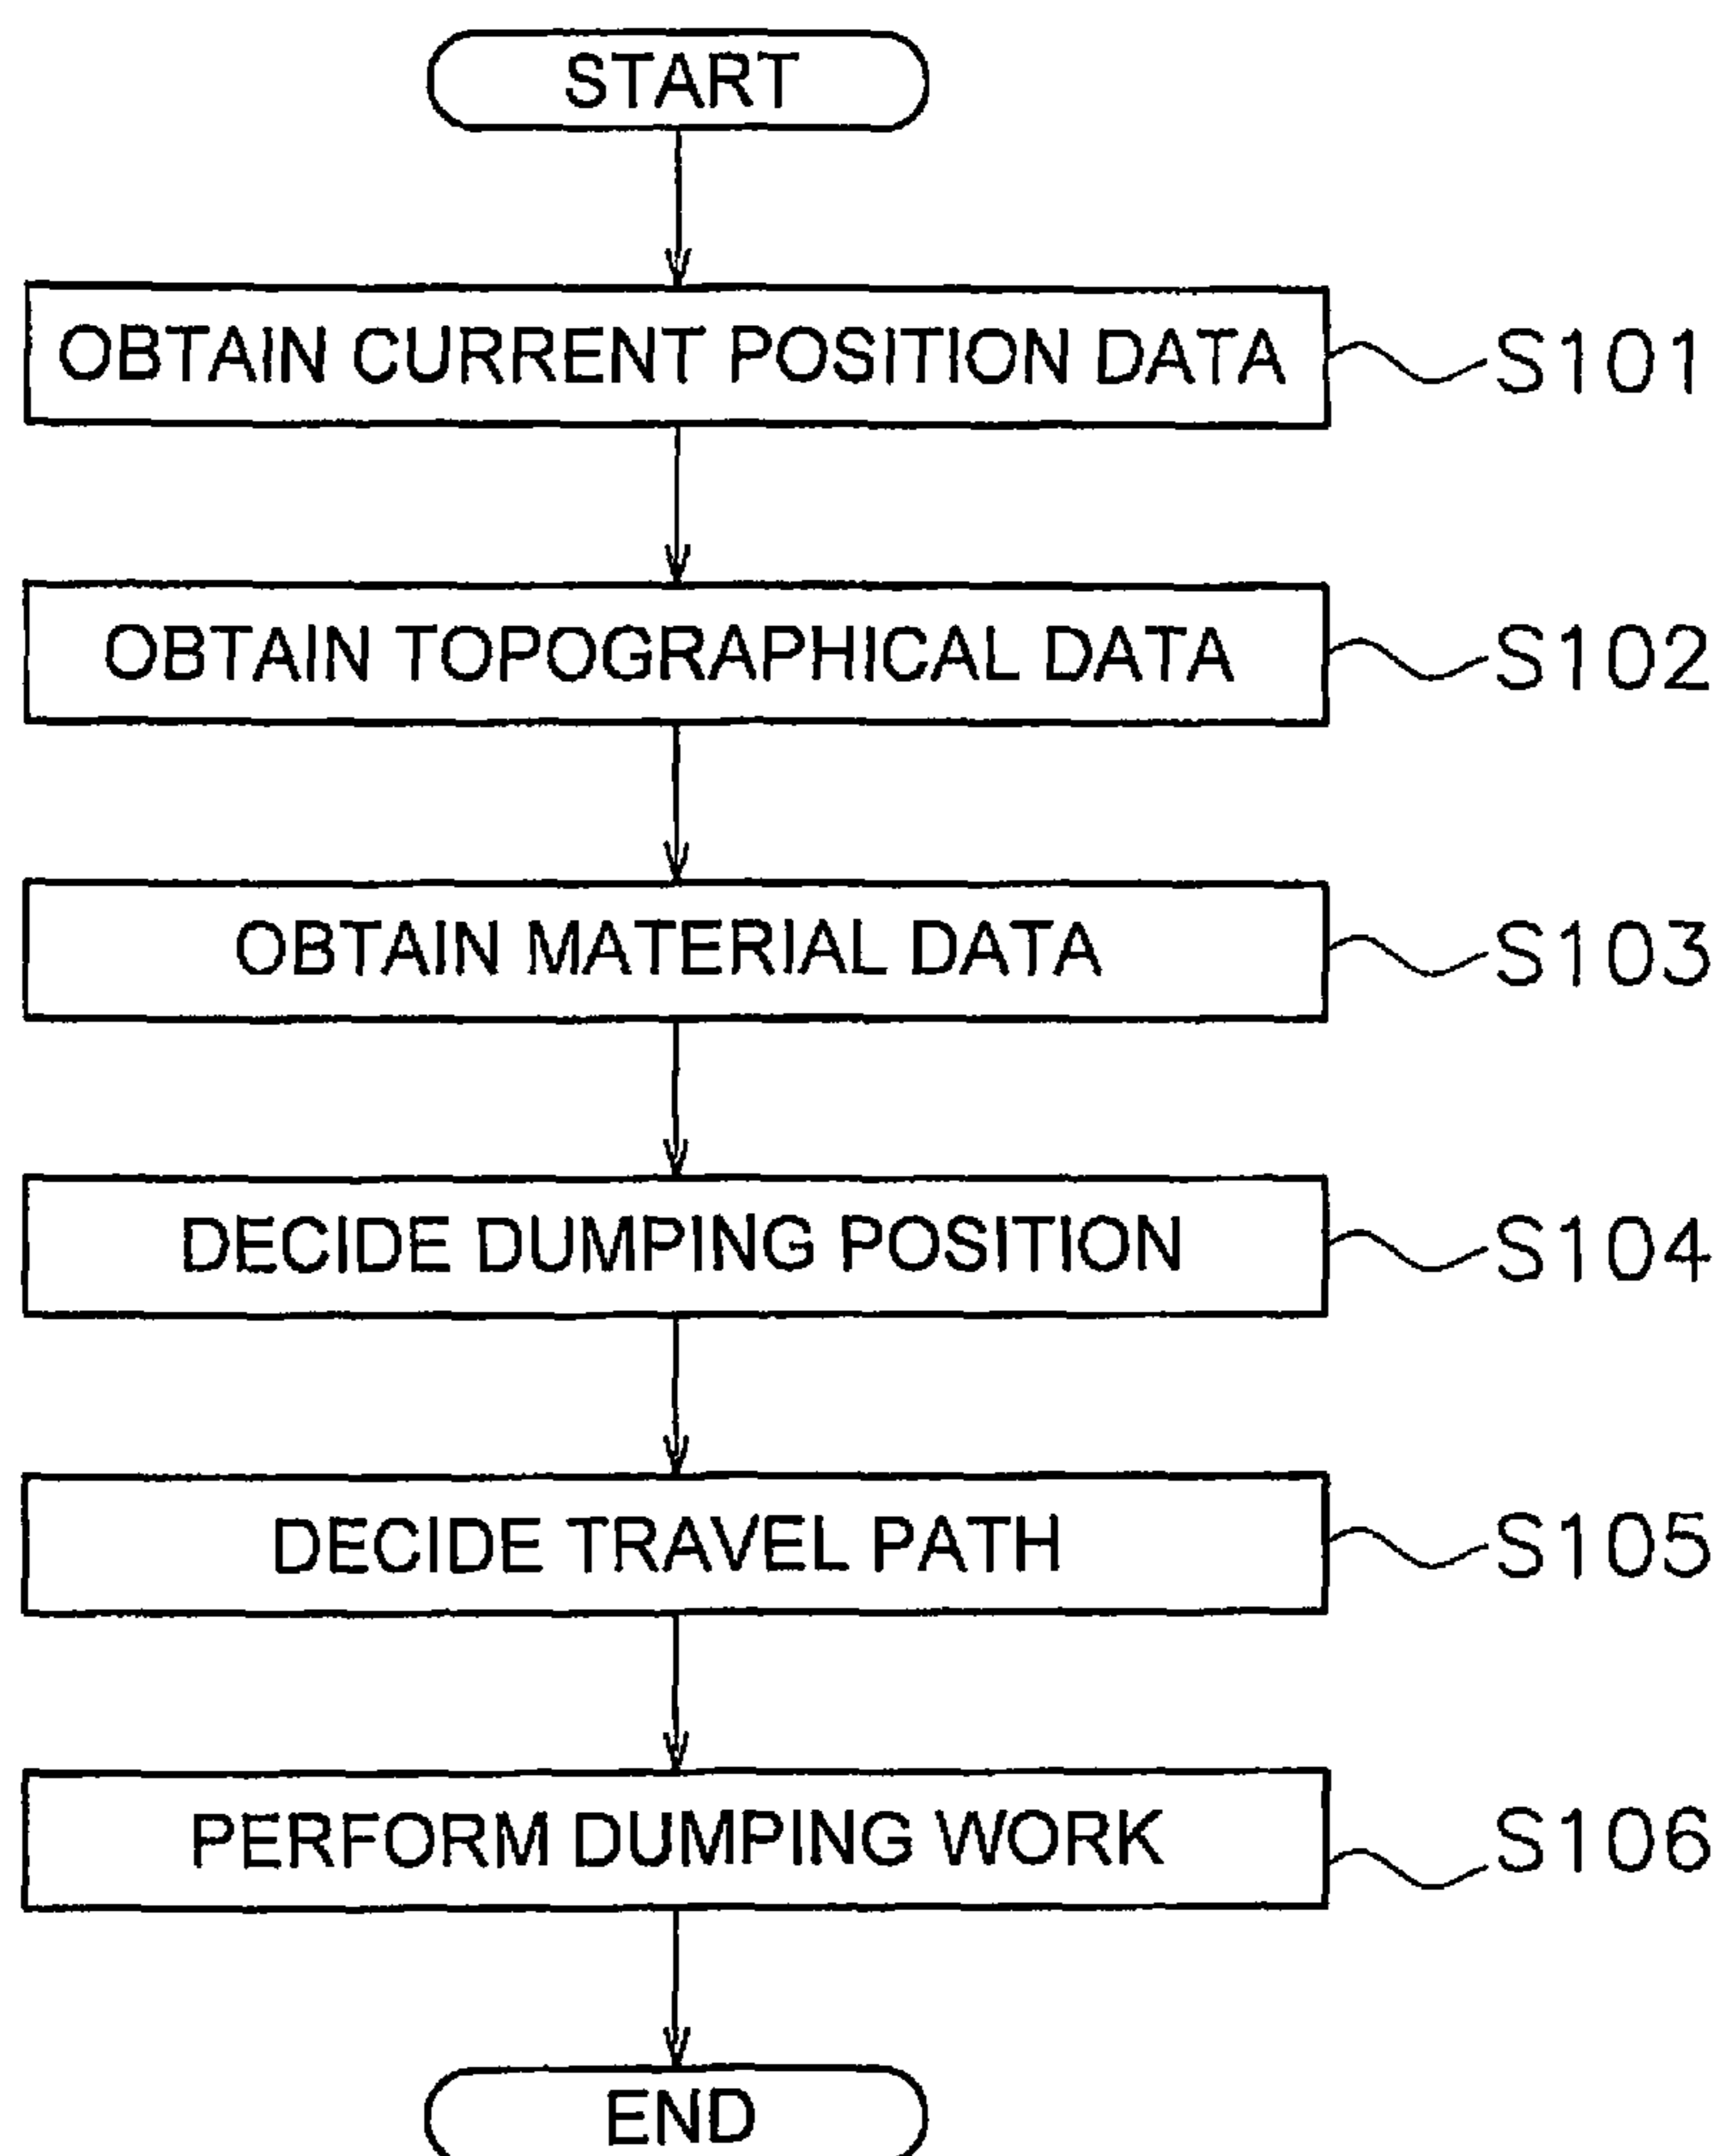 START
OBTAIN CURRENT POSITION DATA S101
OBTAIN TOPOGRAPHICAL DATA S102
OBTAIN MATERIAL DATA S103
DECIDE DUMPING POSITION S104
DECIDE TRAVEL PATH S105
PERFORM DUMPING WORK S106
END